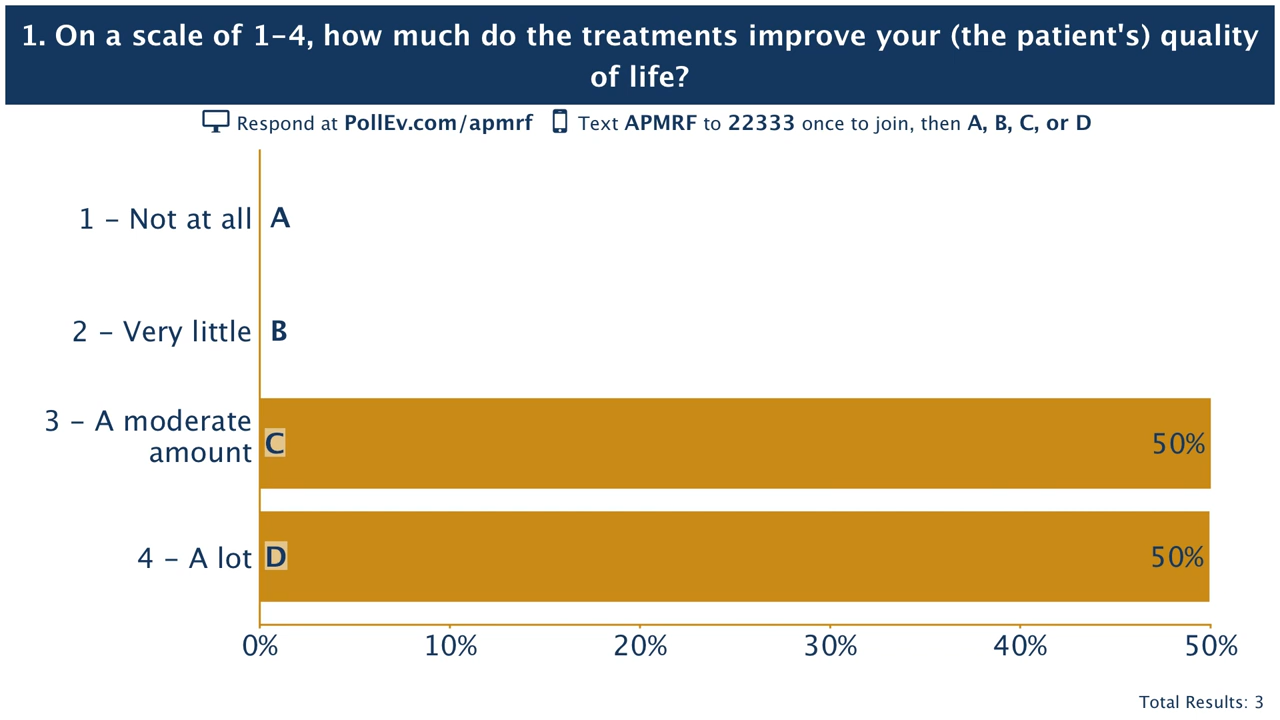 1. On a scale of 1–4, how much do the treatments improve your (the patient's) quality
of life?
Respond at PollEv.com/apmrf Text APMRF to 22333 once to join, then A, B, C, or D
1 – Not at all A
2 – Very little B
3 – A moderate
amount C 50%
4 – A lot D 50%
0% 10% 20% 30% 40% 50%
Total Results: 3